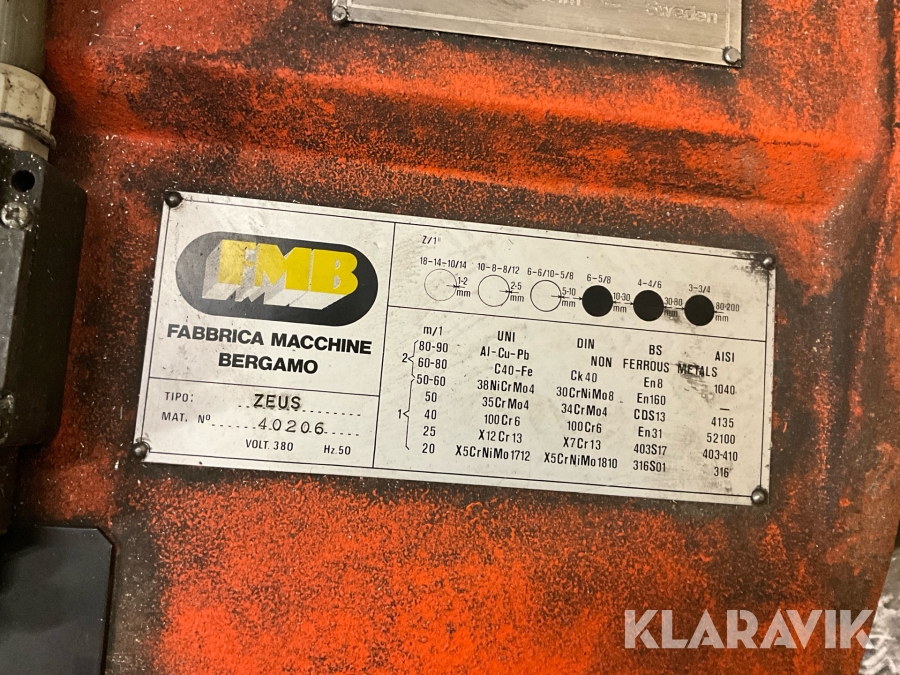 Sweden
FMB
FABBRICA MACCHINE
BERGAMO
TIPO: ZEUS
MAT. Nº 40206
VOLT. 380 Hz. 50
Z/1"
18-14-10/14 10-8-8/12 6-6/10-5/8 6-5/8 4-4/6 3-3/4
1-2 mm 2-5 mm 5-10 mm 10-30 mm 30-80 mm 80-200 mm
m/1 UNI DIN BS AISI
2 80-90 Al-Cu-Pb NON FERROUS METALS
60-80 C40-Fe Ck40 En8 1040
50-60 38NiCrMo4 30CrNiMo8 En160 —
1 50 35CrMo4 34CrMo4 CDS13 4135
40 100Cr6 100Cr6 En31 52100
25 X12Cr13 X7Cr13 403S17 403-410
20 X5CrNiMo1712 X5CrNiMo1810 316S01 316
KLARAVIK